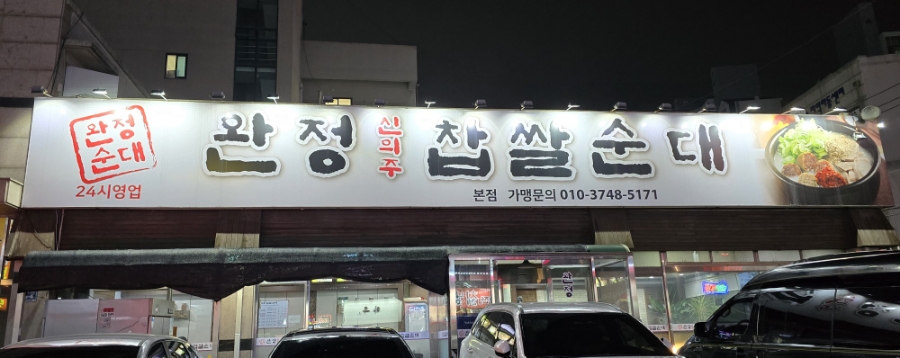 완정
순대
24시영업
완정 신의주 찹쌀순대
본점 가맹문의 010-3748-5171